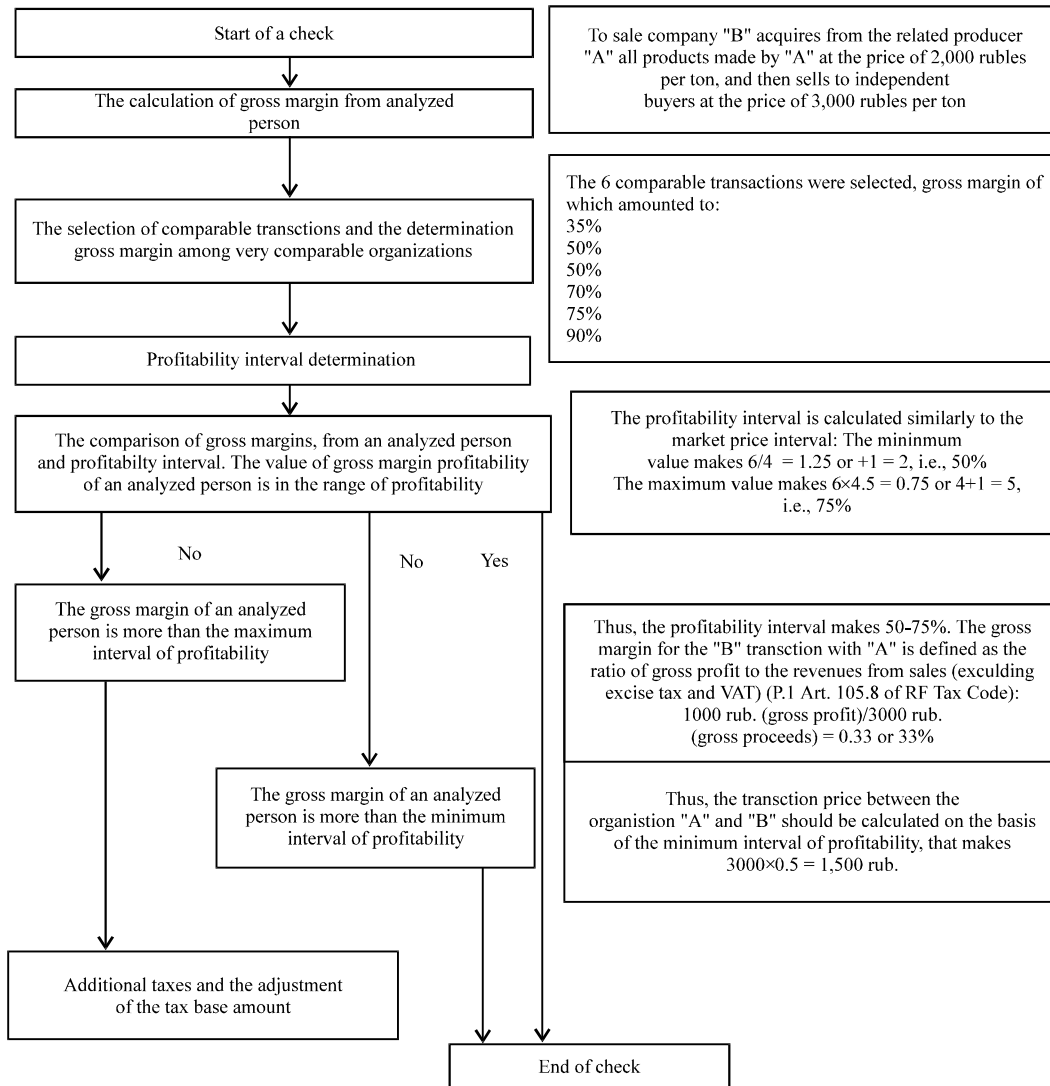 Start of a check
The calculation of gross margin from analyzed
person
The selection of comparable transctions and the determination
gross margin among very comparable organizations
Profitability interval determination
The comparison of gross margins, from an analyzed person
and profitabilty interval. The value of gross margin profitability
of an analyzed person is in the range of profitability
No
No
Yes
The gross margin of an analyzed
person is more than the maximum
interval of profitability
The gross margin of an analyzed
person is more than the minimum
interval of profitability
Additional taxes and the adjustment
of the tax base amount
End of check
To sale company "B" acquires from the related producer
"A" all products made by "A" at the price of 2,000 rubles
per ton, and then sells to independent
buyers at the price of 3,000 rubles per ton
The 6 comparable transactions were selected, gross margin of
which amounted to:
35%
50%
50%
70%
75%
90%
The profitability interval is calculated similarly to the
market price interval: The mininmum
value makes 6/4 = 1.25 or +1 = 2, i.e., 50%
The maximum value makes 6×4.5 = 0.75 or 4+1 = 5,
i.e., 75%
Thus, the profitability interval makes 50-75%. The gross
margin for the "B" transction with "A" is defined as the
ratio of gross profit to the revenues from sales (exculding
excise tax and VAT) (P.1 Art. 105.8 of RF Tax Code):
1000 rub. (gross profit)/3000 rub.
(gross proceeds) = 0.33 or 33%
Thus, the transction price between the
organistion "A" and "B" should be calculated on the basis
of the minimum interval of profitability, that makes
3000×0.5 = 1,500 rub.